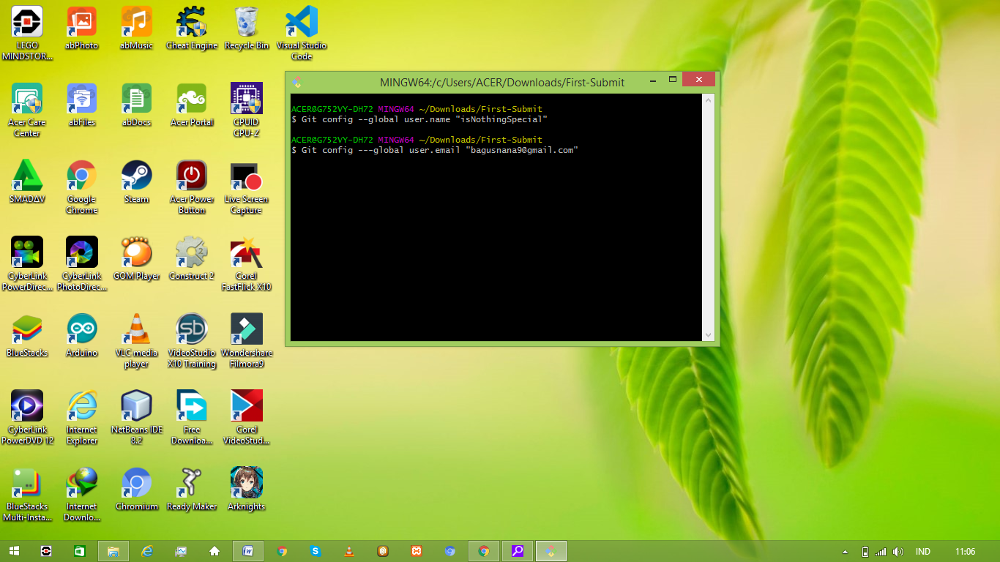 LEGO
MINDSTOR...
abPhoto
abMusic
Cheat Engine
Recycle Bin
Visual Studio
Code
Acer Care
Center
abFiles
abDocs
Acer Portal
CPUID
CPU-Z
SMADΔV
Google
Chrome
Steam
Acer Power
Button
Live Screen
Capture
CyberLink
PowerDirec...
CyberLink
PhotoDirec...
GOM Player
Construct 2
Corel
FastFlick X10
BlueStacks
Arduino
VLC media
player
VideoStudio
X10 Training
Wondershare
Filmora9
CyberLink
PowerDVD 12
Internet
Explorer
NetBeans IDE
8.2
Free
Downloa...
Corel
VideoStud...
BlueStacks
Multi-Insta...
Internet
Downlo...
Chromium
Ready Maker
Arknights
MINGW64:/c/Users/ACER/Downloads/First-Submit
ACER@G752VY-DH72 MINGW64 ~/Downloads/First-Submit
$ Git config --global user.name "isNothingSpecial"
ACER@G752VY-DH72 MINGW64 ~/Downloads/First-Submit
$ Git config ---global user.email "bagusnana9@gmail.com"
IND
11:06